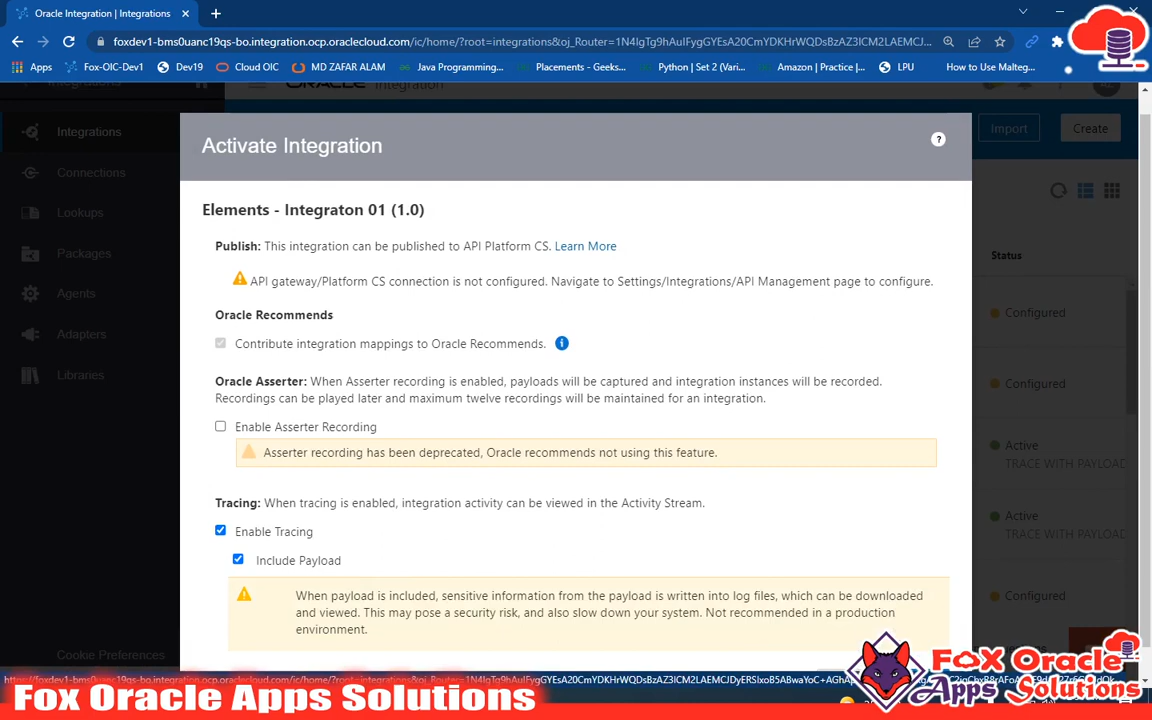 Oracle Integration | Integrations
foxdev1-bms0uanc19qs-bo.integration.ocp.oraclecloud.com/ic/home/?root=integrations&oj_Router=1N4IgTg9hAuIFygGYEsA20CmYDKHWQDsBzAZ3ICM2LAEMCJ...
Apps
Fox-OIC-Dev1
Dev19
Cloud OIC
MD ZAFAR ALAM
Java Programming...
Placements - Geeks...
Python | Set 2 (Vari...
Amazon | Practice |...
LPU
How to Use Malteg...
Integrations
Connections
Lookups
Packages
Agents
Adapters
Libraries
Cookie Preferences
Import
Create
Activate Integration
?
Elements - Integraton 01 (1.0)
Publish: This integration can be published to API Platform CS. Learn More
API gateway/Platform CS connection is not configured. Navigate to Settings/Integrations/API Management page to configure.
Oracle Recommends
Contribute integration mappings to Oracle Recommends.
Oracle Asserter: When Asserter recording is enabled, payloads will be captured and integration instances will be recorded.
Recordings can be played later and maximum twelve recordings will be maintained for an integration.
Enable Asserter Recording
Asserter recording has been deprecated, Oracle recommends not using this feature.
Tracing: When tracing is enabled, integration activity can be viewed in the Activity Stream.
Enable Tracing
Include Payload
When payload is included, sensitive information from the payload is written into log files, which can be downloaded
and viewed. This may pose a security risk, and also slow down your system. Not recommended in a production
environment.
Status
Configured
Configured
Active
TRACE WITH PAYLOAD
Active
TRACE WITH PAYLOAD
Configured
Fox Oracle Apps Solutions
FOX Oracle
Apps Solutions